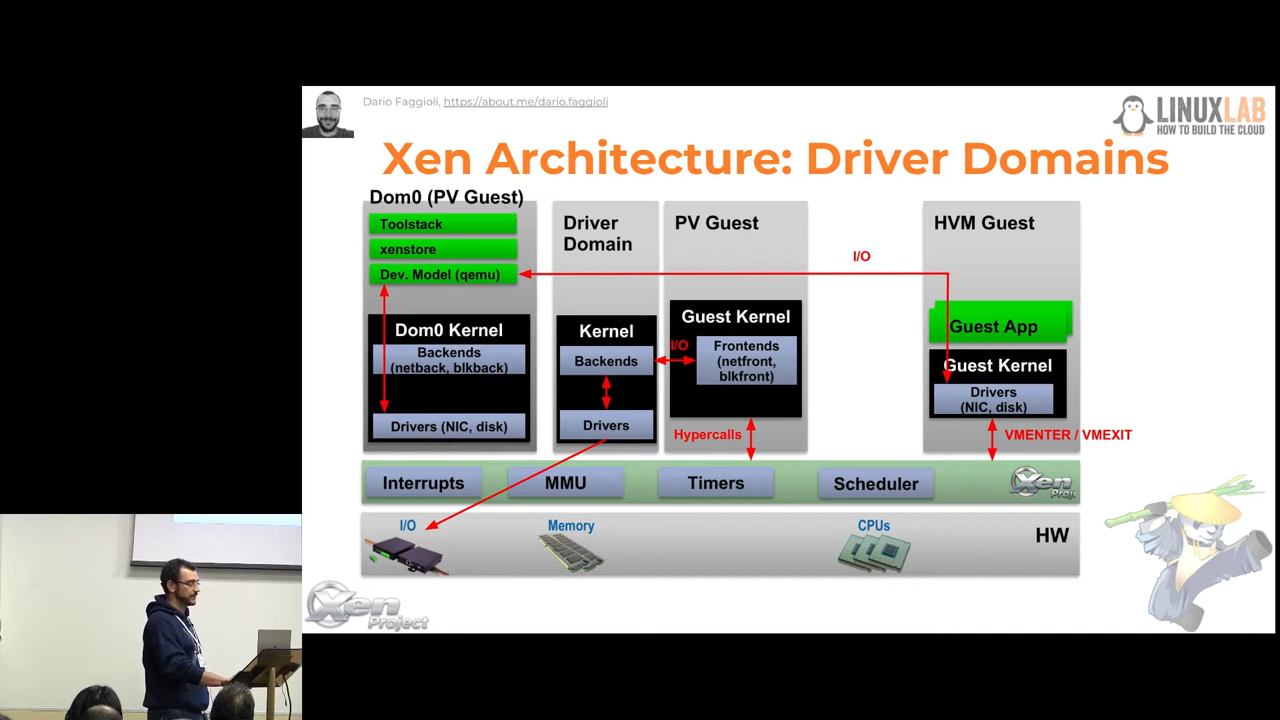 Dario Faggioli, https://about.me/dario.faggioli
LINUXLAB
HOW TO BUILD THE CLOUD
Xen Architecture: Driver Domains
Dom0 (PV Guest)
Toolstack
xenstore
Dev. Model (qemu)
Dom0 Kernel
Backends
(netback, blkback)
Drivers (NIC, disk)
Driver
Domain
Kernel
Backends
Drivers
I/O
PV Guest
Guest Kernel
Frontends
(netfront,
blkfront)
Hypercalls
I/O
HVM Guest
Guest App
Guest Kernel
Drivers
(NIC, disk)
VMENTER / VMEXIT
Interrupts
MMU
Timers
Scheduler
Xen
Proj.
I/O
Memory
CPUs
HW
Xen
Project